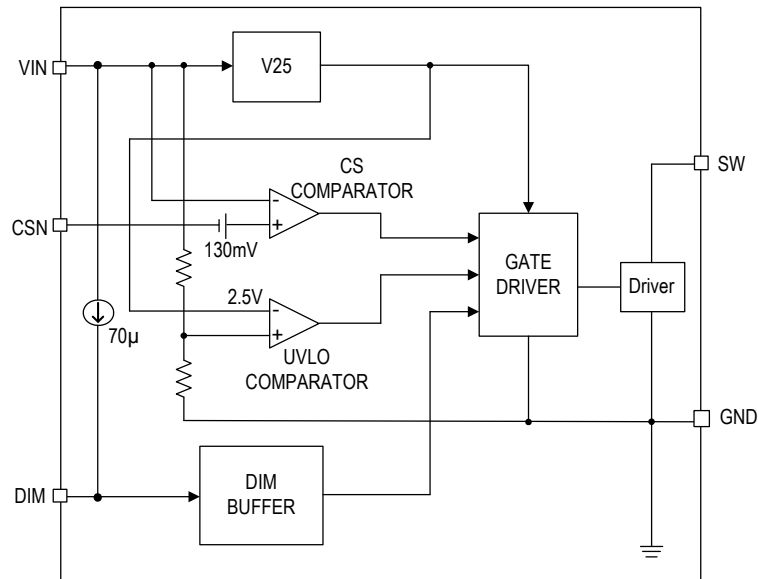 VIN
V25
SW
CS
COMPARATOR
-
+
CSN
130mV
GATE
DRIVER
Driver
2.5V
-
+
70µ
UVLO
COMPARATOR
GND
DIM
DIM
BUFFER